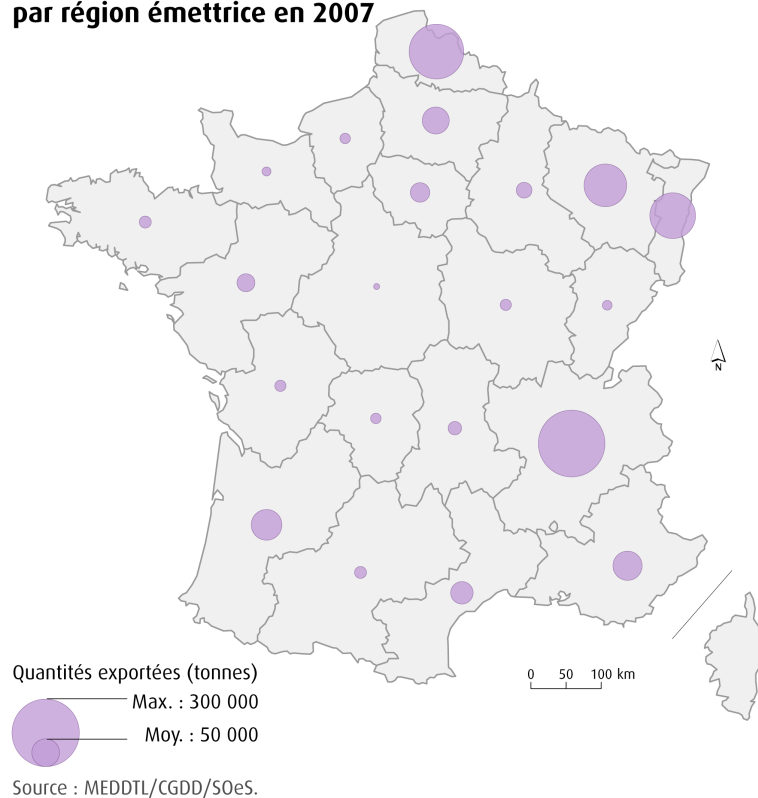 par région émettrice en 2007
N
Quantités exportées (tonnes)
0 50 100 km
Max. : 300 000
Moy. : 50 000
Source : MEDDTL/CGDD/SOeS.